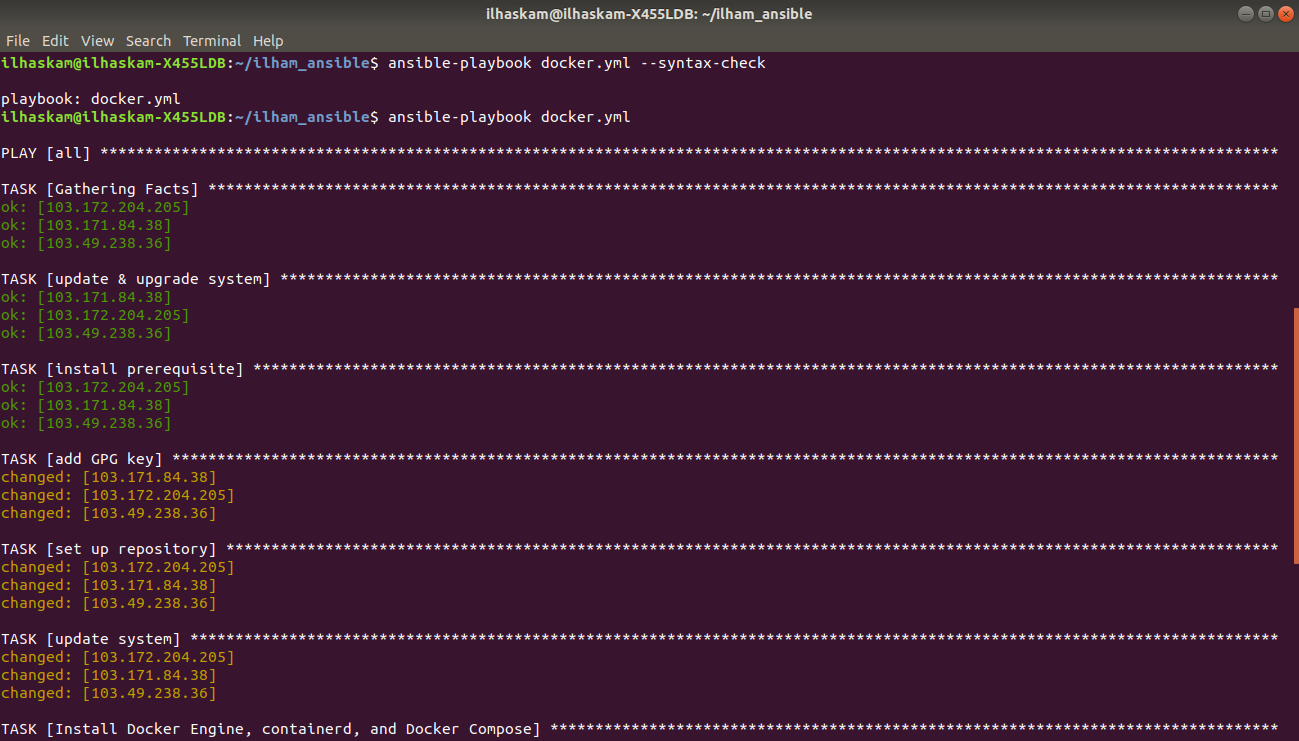 ilhaskam@ilhaskam-X455LDB: ~/ilham_ansible
File Edit View Search Terminal Help
ilhaskam@ilhaskam-X455LDB:~/ilham_ansible$ ansible-playbook docker.yml --syntax-check
playbook: docker.yml
ilhaskam@ilhaskam-X455LDB:~/ilham_ansible$ ansible-playbook docker.yml
PLAY [all] ***********************************************************************************************************************************
TASK [Gathering Facts] ***********************************************************************************************************************
ok: [103.172.204.205]
ok: [103.171.84.38]
ok: [103.49.238.36]
TASK [update & upgrade system] ***************************************************************************************************************
ok: [103.171.84.38]
ok: [103.172.204.205]
ok: [103.49.238.36]
TASK [install prerequisite] ******************************************************************************************************************
ok: [103.172.204.205]
ok: [103.171.84.38]
ok: [103.49.238.36]
TASK [add GPG key] ***************************************************************************************************************************
changed: [103.171.84.38]
changed: [103.172.204.205]
changed: [103.49.238.36]
TASK [set up repository] *********************************************************************************************************************
changed: [103.172.204.205]
changed: [103.171.84.38]
changed: [103.49.238.36]
TASK [update system] *************************************************************************************************************************
changed: [103.172.204.205]
changed: [103.171.84.38]
changed: [103.49.238.36]
TASK [Install Docker Engine, containerd, and Docker Compose] *********************************************************************************